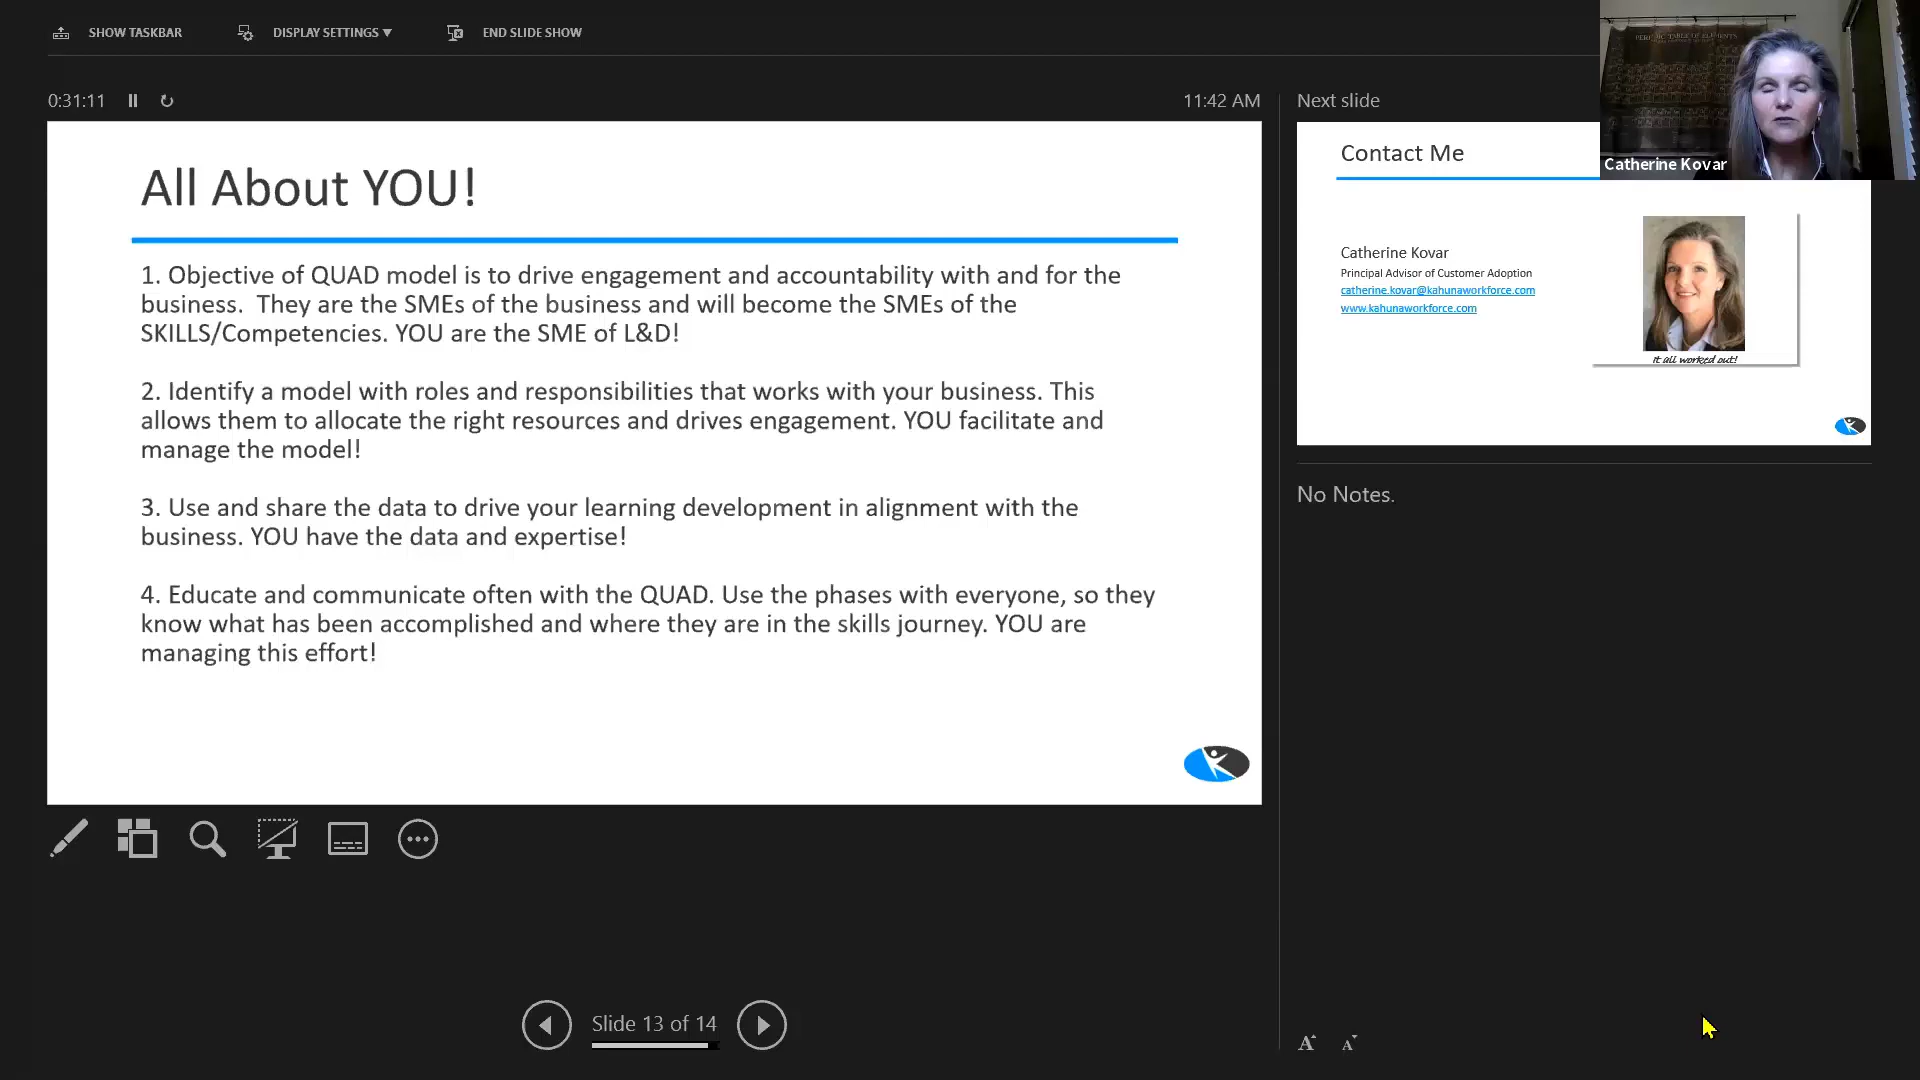 SHOW TASKBAR
DISPLAY SETTINGS ▼
END SLIDE SHOW
0:31:11
11:42 AM
All About YOU!
1. Objective of QUAD model is to drive engagement and accountability with and for the
business.  They are the SMEs of the business and will become the SMEs of the
SKILLS/Competencies. YOU are the SME of L&D!
2. Identify a model with roles and responsibilities that works with your business. This
allows them to allocate the right resources and drives engagement. YOU facilitate and
manage the model!
3. Use and share the data to drive your learning development in alignment with the
business. YOU have the data and expertise!
4. Educate and communicate often with the QUAD. Use the phases with everyone, so they
know what has been accomplished and where they are in the skills journey. YOU are
managing this effort!
Slide 13 of 14
Next slide
Contact Me
Catherine Kovar
Principal Advisor of Customer Adoption
catherine.kovar@kahunaworkforce.com
www.kahunaworkforce.com
it all worked out!
No Notes.
A A
PERIODIC TABLE OF ELEMENTS
Catherine Kovar